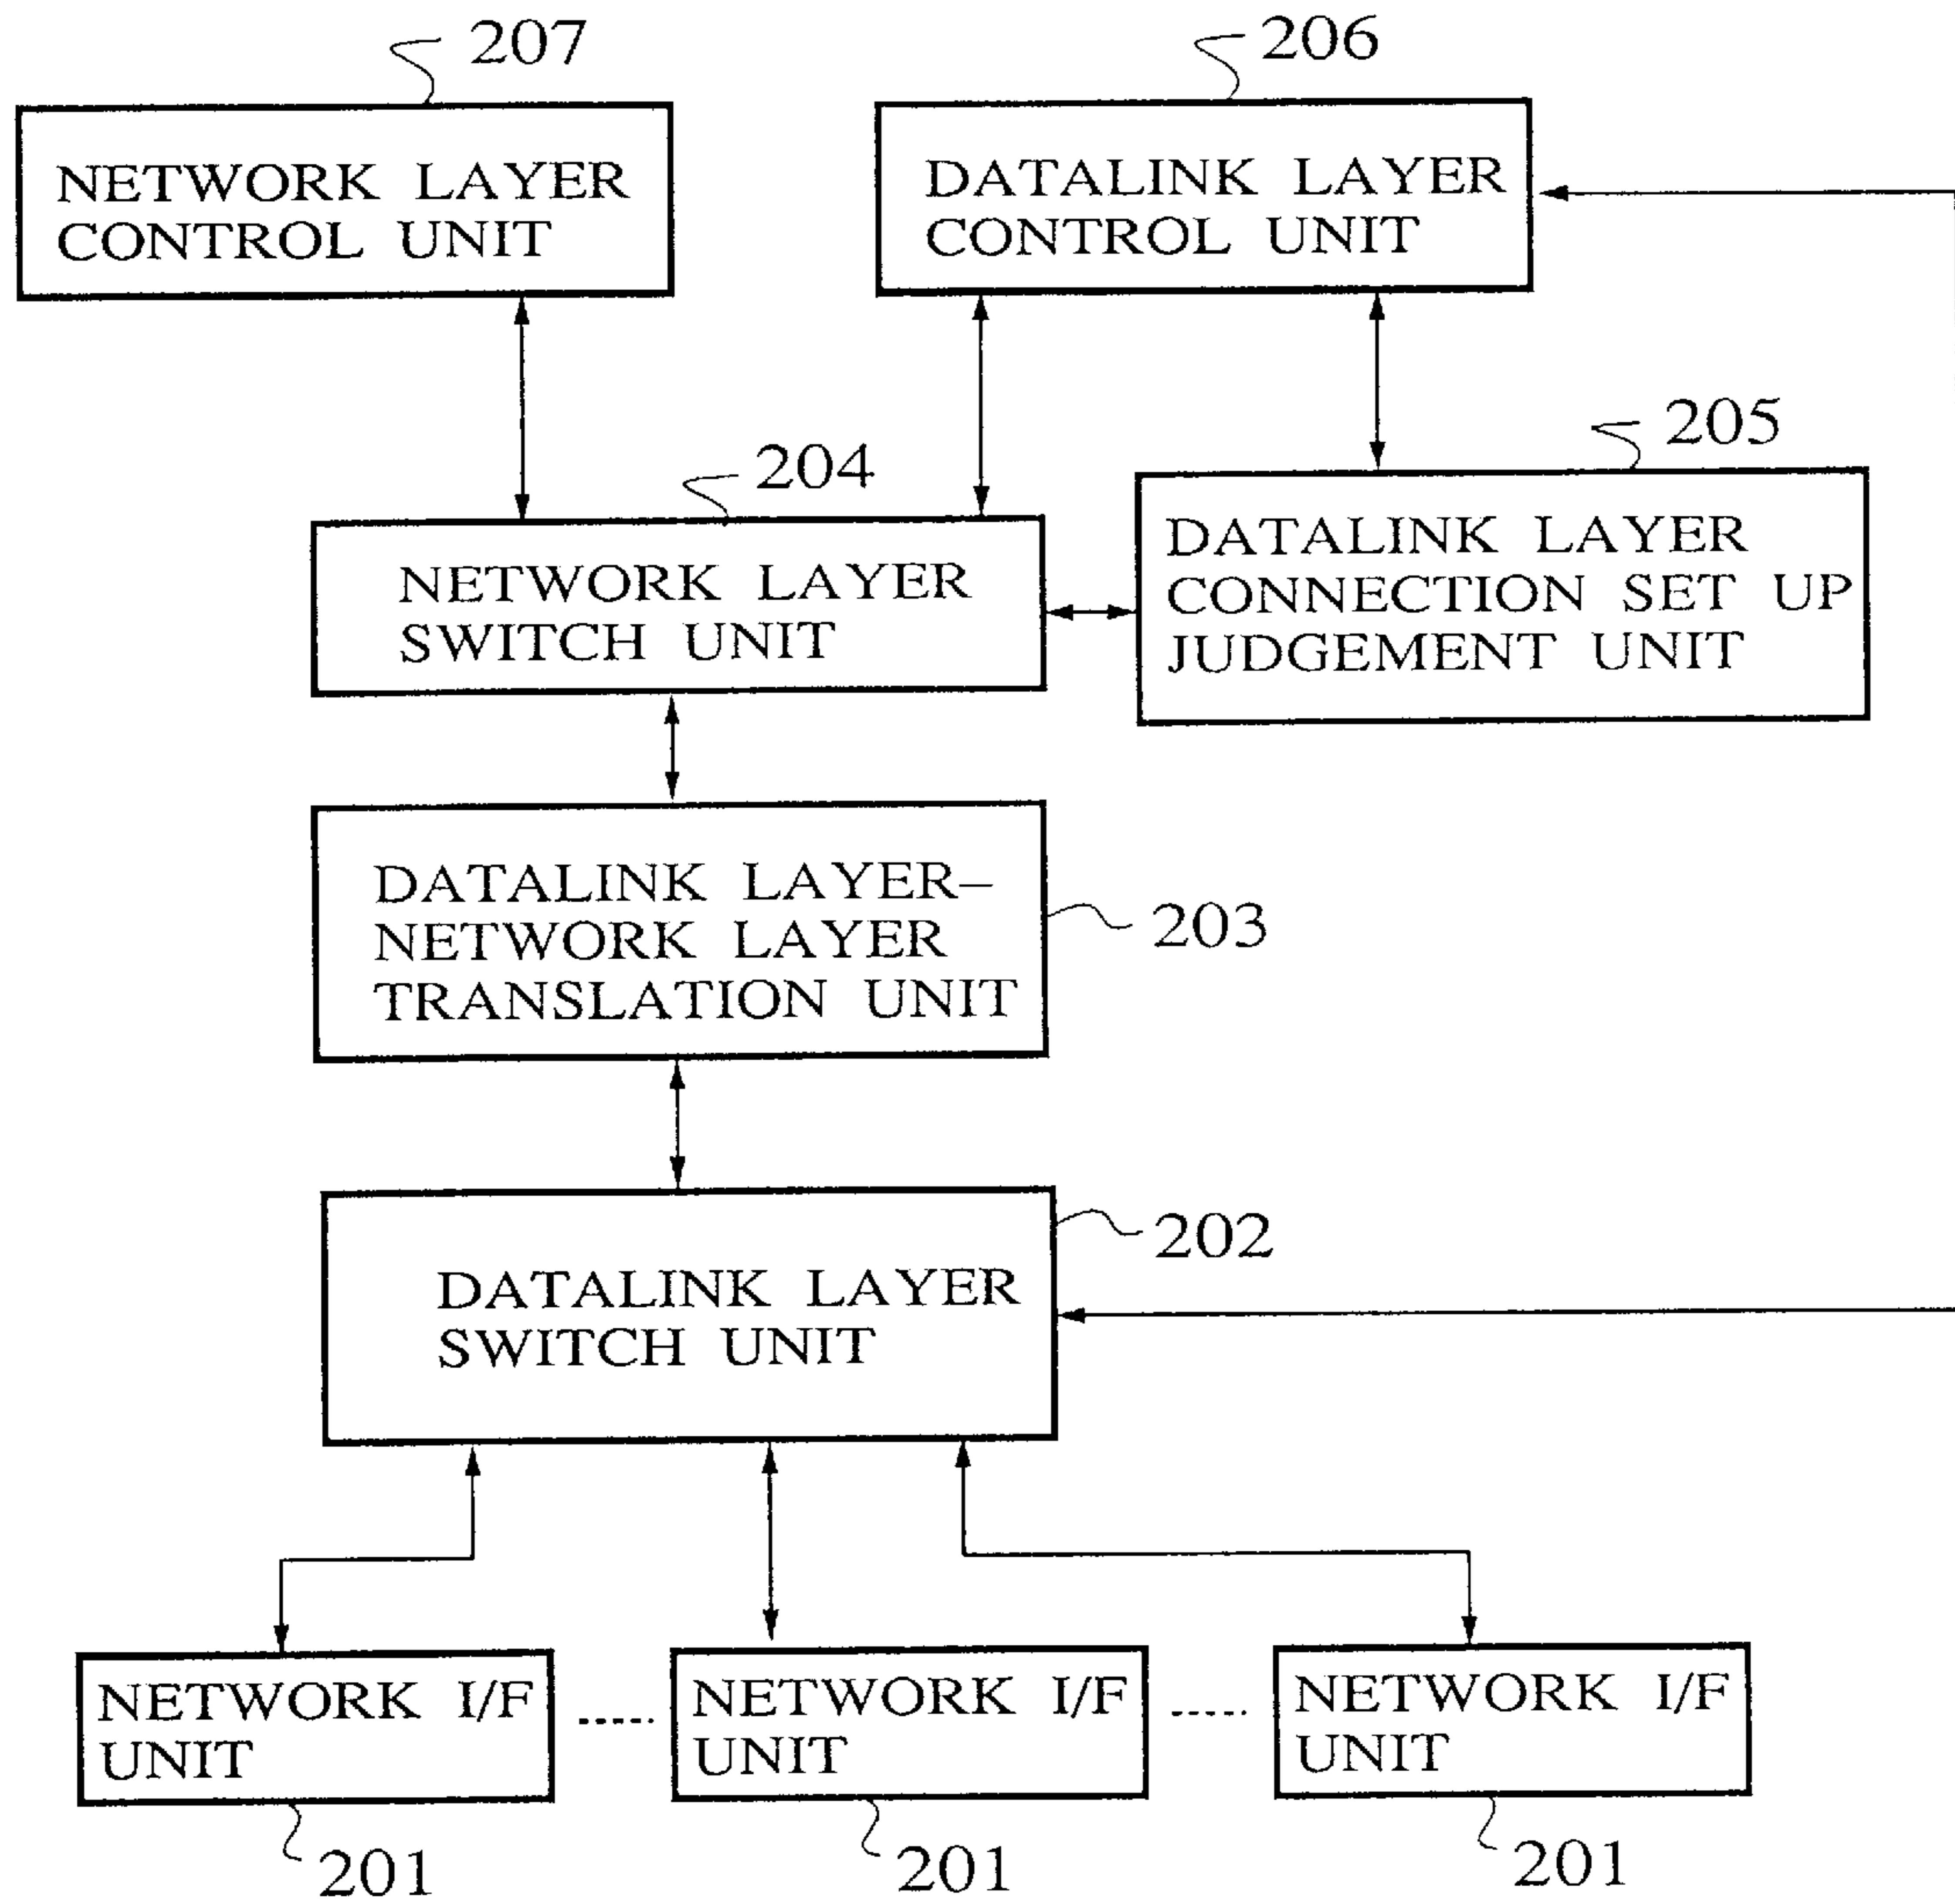 207
206
NETWORK LAYER
CONTROL UNIT
DATALINK LAYER
CONTROL UNIT
205
204
NETWORK LAYER
SWITCH UNIT
DATALINK LAYER
CONNECTION SET UP
JUDGEMENT UNIT
DATALINK LAYER–
NETWORK LAYER
TRANSLATION UNIT
203
202
DATALINK LAYER
SWITCH UNIT
NETWORK I/F
UNIT
NETWORK I/F
UNIT
NETWORK I/F
UNIT
201
201
201